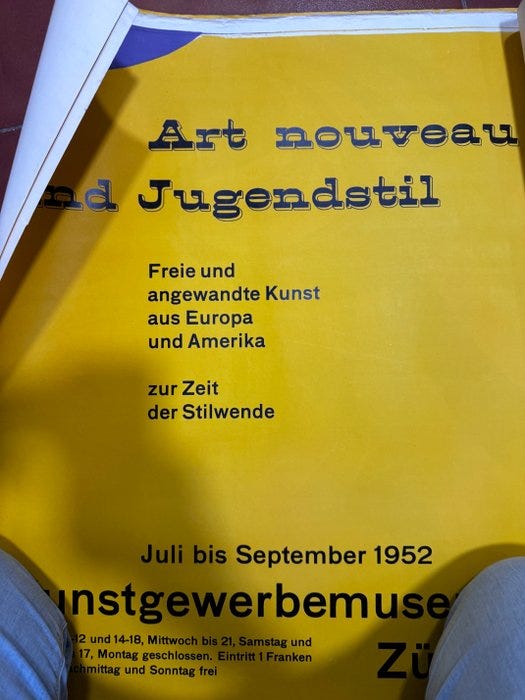 Art nouveau
nd Jugendstil
Freie und
angewandte Kunst
aus Europa
und Amerika
zur Zeit
der Stilwende
Juli bis September 1952
unstgewerbemuse
-12 und 14-18, Mittwoch bis 21, Samstag und
17, Montag geschlossen. Eintritt 1 Franken
chmittag und Sonntag frei
Zü